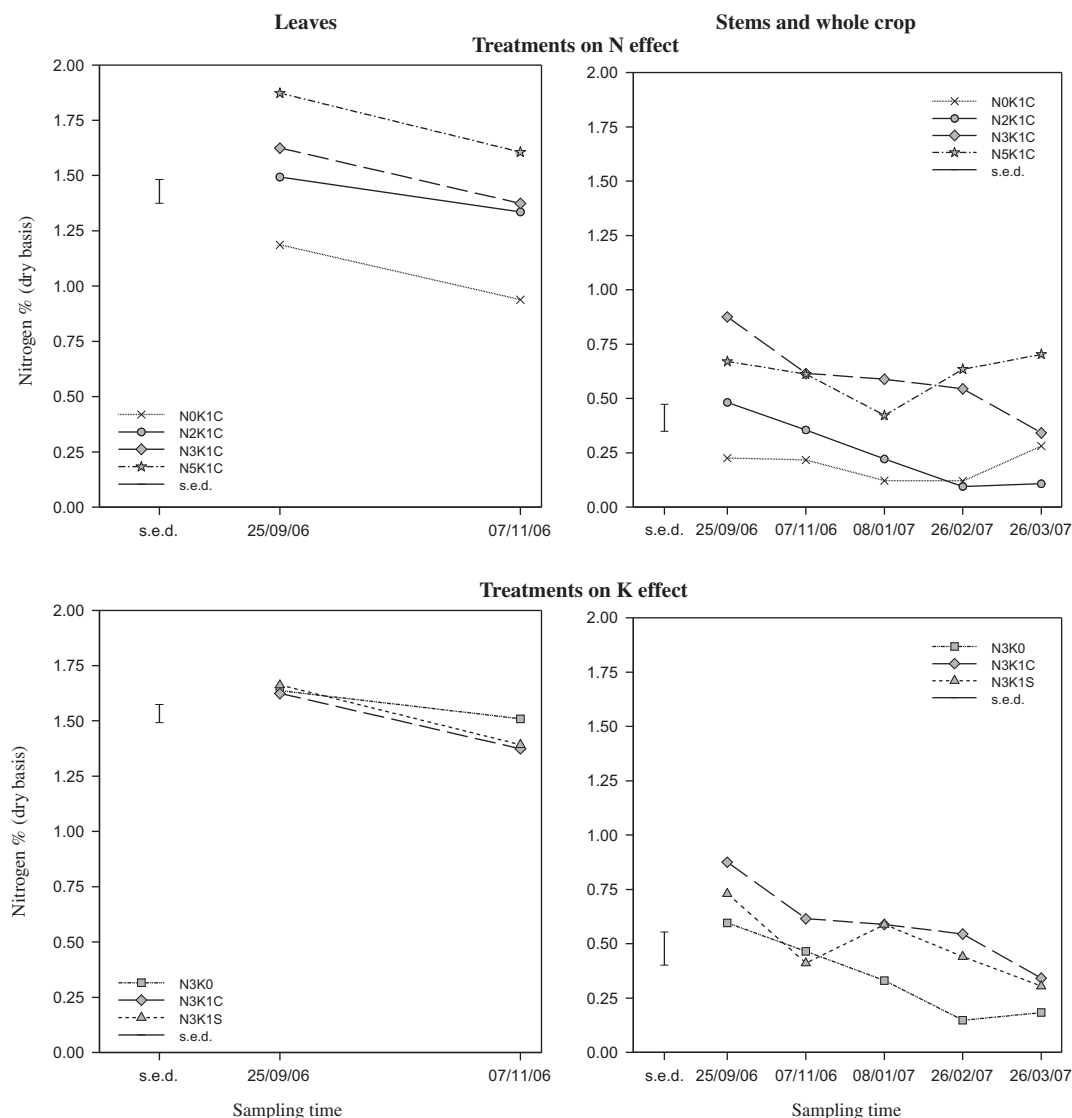 Leaves
Stems and whole crop
Treatments on N effect
2.00
1.75
1.50
1.25
1.00
0.75
0.50
0.25
0.00
Nitrogen % (dry basis)
N0K1C
N2K1C
N3K1C
N5K1C
s.e.d.
s.e.d.
25/09/06
07/11/06
2.00
1.75
1.50
1.25
1.00
0.75
0.50
0.25
0.00
N0K1C
N2K1C
N3K1C
N5K1C
s.e.d.
s.e.d.
25/09/06
07/11/06
08/01/07
26/02/07
26/03/07
Treatments on K effect
2.00
1.75
1.50
1.25
1.00
0.75
0.50
0.25
0.00
Nitrogen % (dry basis)
N3K0
N3K1C
N3K1S
s.e.d.
s.e.d.
25/09/06
07/11/06
Sampling time
2.00
1.75
1.50
1.25
1.00
0.75
0.50
0.25
0.00
N3K0
N3K1C
N3K1S
s.e.d.
s.e.d.
25/09/06
07/11/06
08/01/07
26/02/07
26/03/07
Sampling time